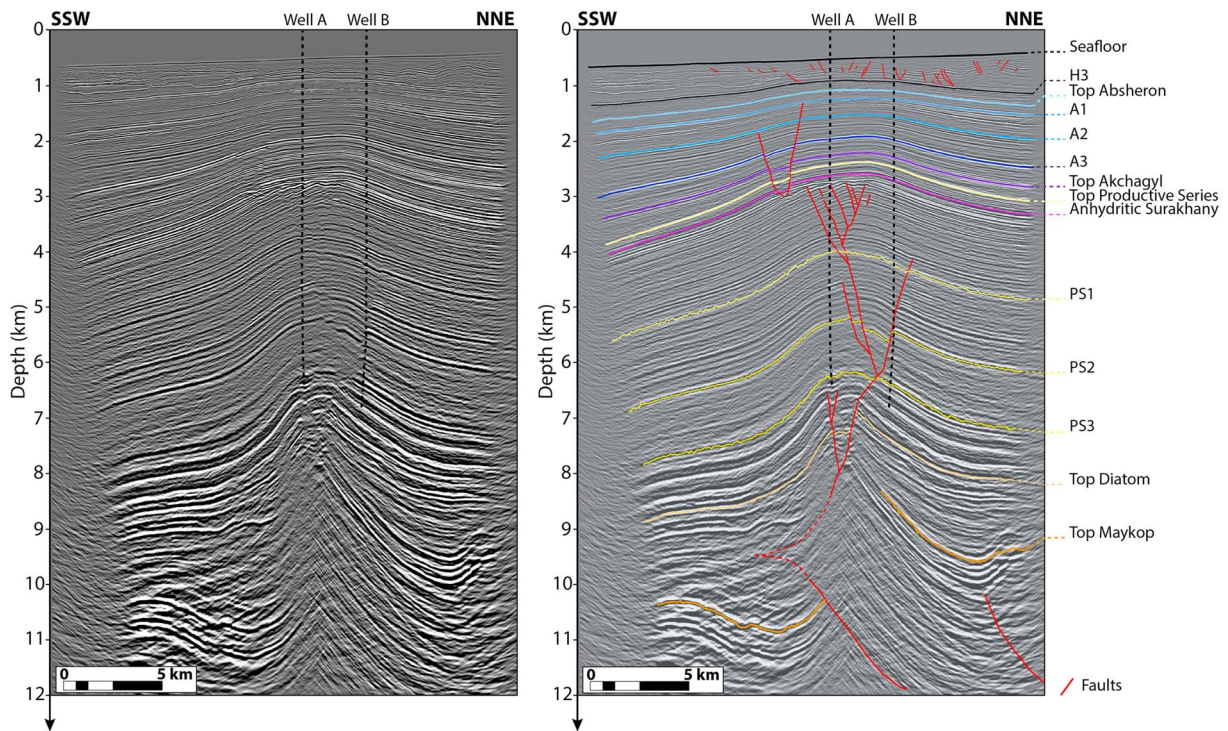 SSW
Well A
Well B
NNE
0
1
2
3
4
5
6
7
8
9
10
11
12
Depth (km)
0
5 km
SSW
Well A
Well B
NNE
0
1
2
3
4
5
6
7
8
9
10
11
12
Depth (km)
0
5 km
Seafloor
H3
Top Absheron
A1
A2
A3
Top Akchagyl
Top Productive Series
Anhydritic Surakhany
PS1
PS2
PS3
Top Diatom
Top Maykop
Faults